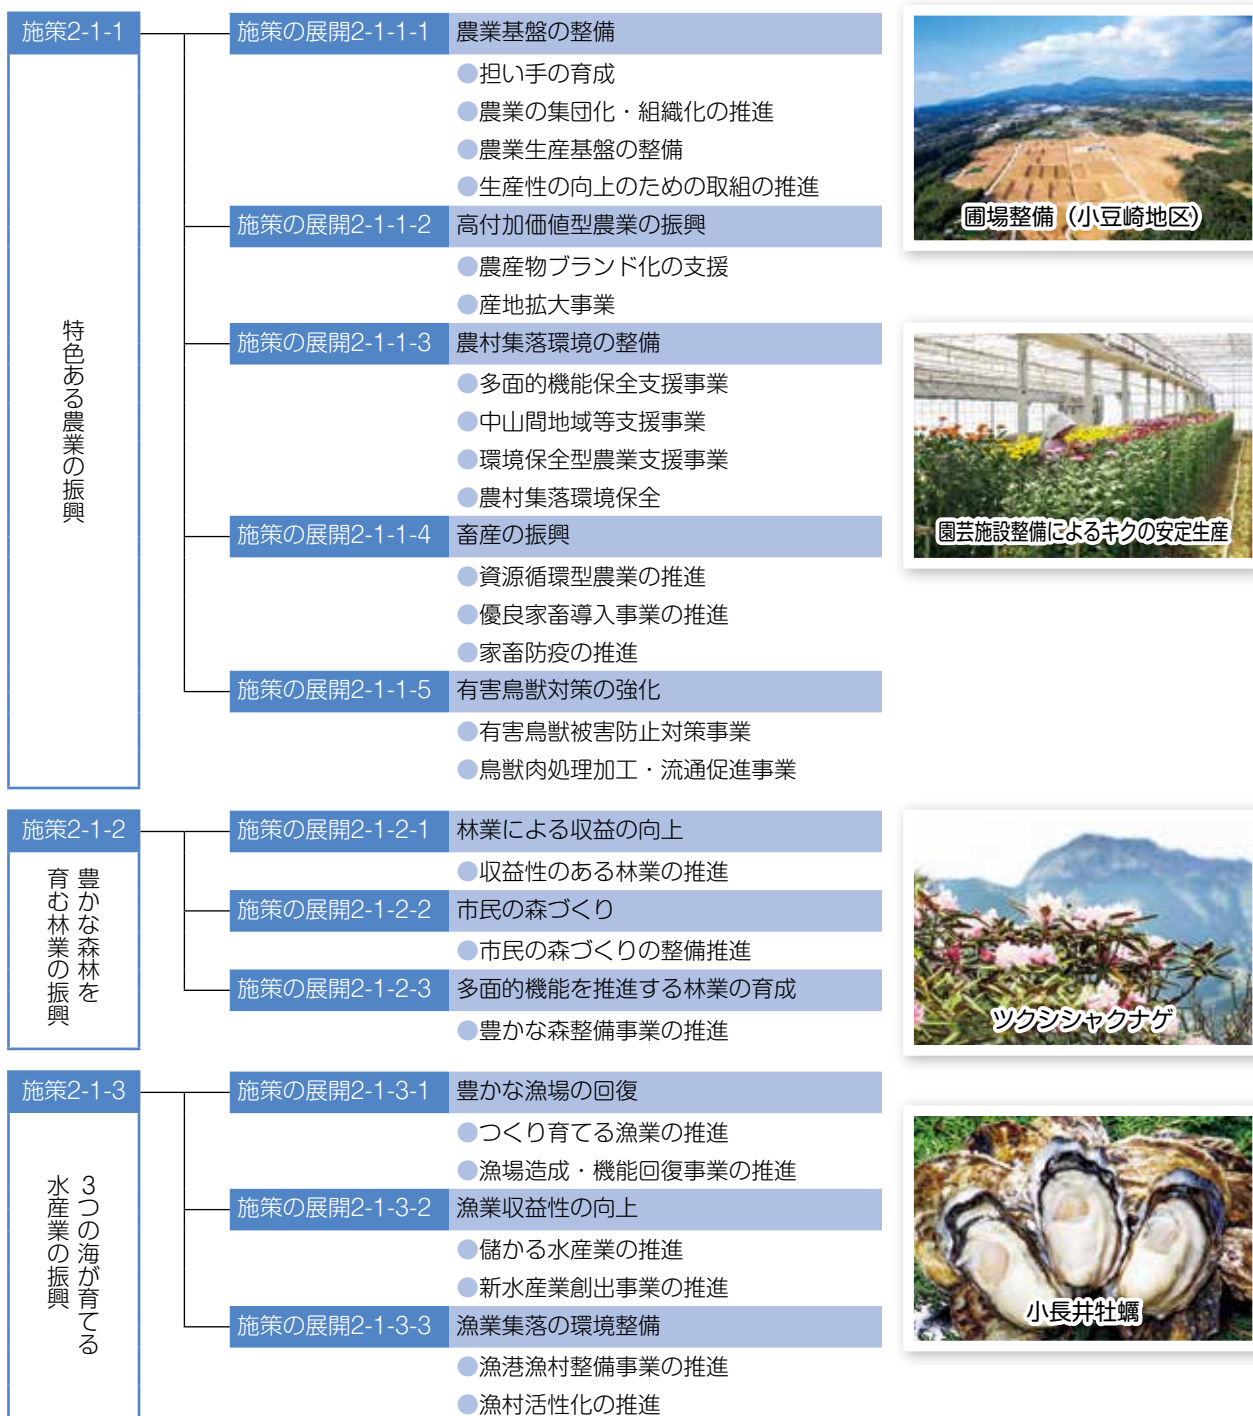 施策2-1-1
特色ある農業の振興
施策の展開2-1-1-1 農業基盤の整備
●担い手の育成
●農業の集団化・組織化の推進
●農業生産基盤の整備
●生産性の向上のための取組の推進
施策の展開2-1-1-2 高付加価値型農業の振興
●農産物ブランド化の支援
●産地拡大事業
施策の展開2-1-1-3 農村集落環境の整備
●多面的機能保全支援事業
●中山間地域等支援事業
●環境保全型農業支援事業
●農村集落環境保全
施策の展開2-1-1-4 畜産の振興
●資源循環型農業の推進
●優良家畜導入事業の推進
●家畜防疫の推進
施策の展開2-1-1-5 有害鳥獣対策の強化
●有害鳥獣被害防止対策事業
●鳥獣肉処理加工・流通促進事業
圃場整備（小豆崎地区）
園芸施設整備によるキクの安定生産
施策2-1-2
豊かな森林を
育む林業の振興
施策の展開2-1-2-1 林業による収益の向上
●収益性のある林業の推進
施策の展開2-1-2-2 市民の森づくり
●市民の森づくりの整備推進
施策の展開2-1-2-3 多面的機能を推進する林業の育成
●豊かな森整備事業の推進
ツクシシャクナゲ
施策2-1-3
3つの海が育てる
水産業の振興
施策の展開2-1-3-1 豊かな漁場の回復
●つくり育てる漁業の推進
●漁場造成・機能回復事業の推進
施策の展開2-1-3-2 漁業収益性の向上
●儲かる水産業の推進
●新水産業創出事業の推進
施策の展開2-1-3-3 漁業集落の環境整備
●漁港漁村整備事業の推進
●漁村活性化の推進
小長井牡蠣